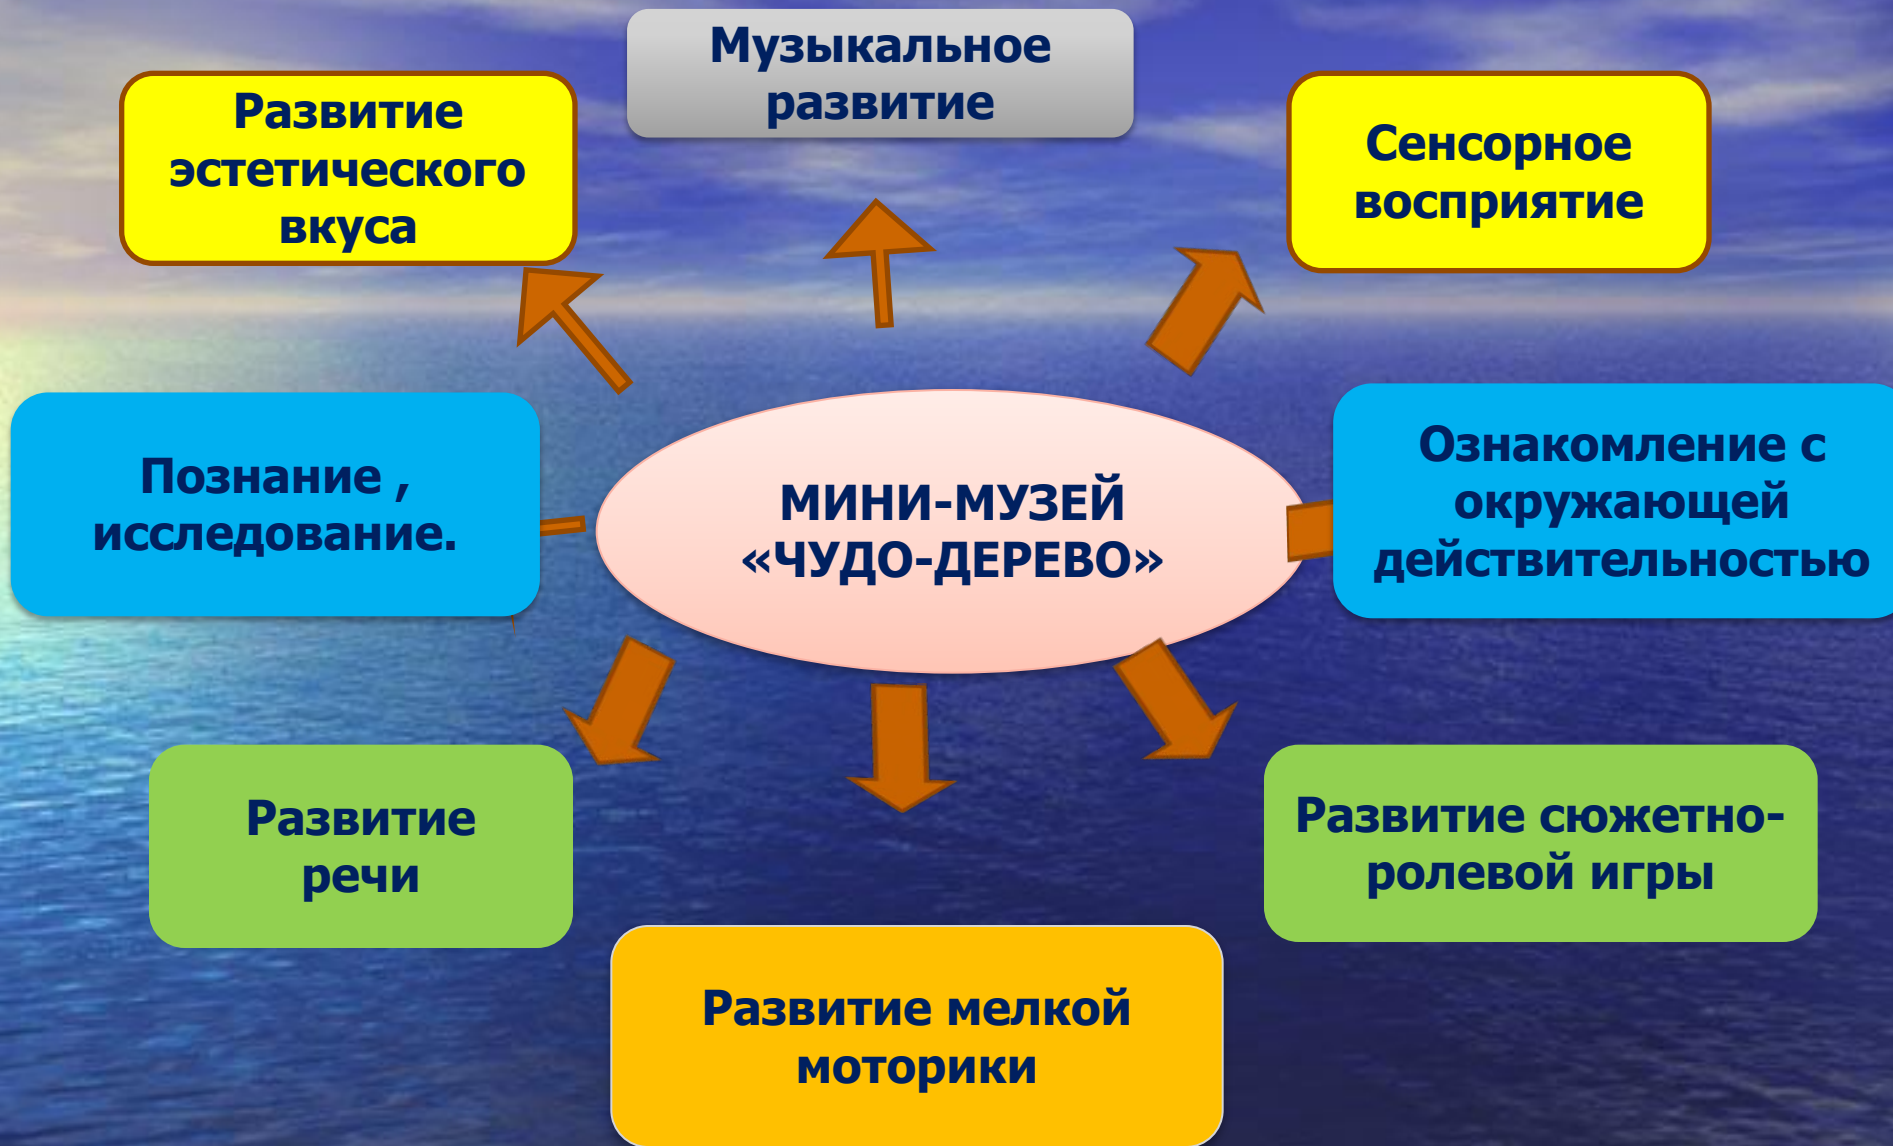 Музыкальное
развитие
Развитие
эстетического
вкуса
Сенсорное
восприятие
Познание ,
исследование.
МИНИ-МУЗЕЙ
«ЧУДО-ДЕРЕВО»
Ознакомление с
окружающей
действительностью
Развитие
речи
Развитие сюжетно-
ролевой игры
Развитие мелкой
моторики